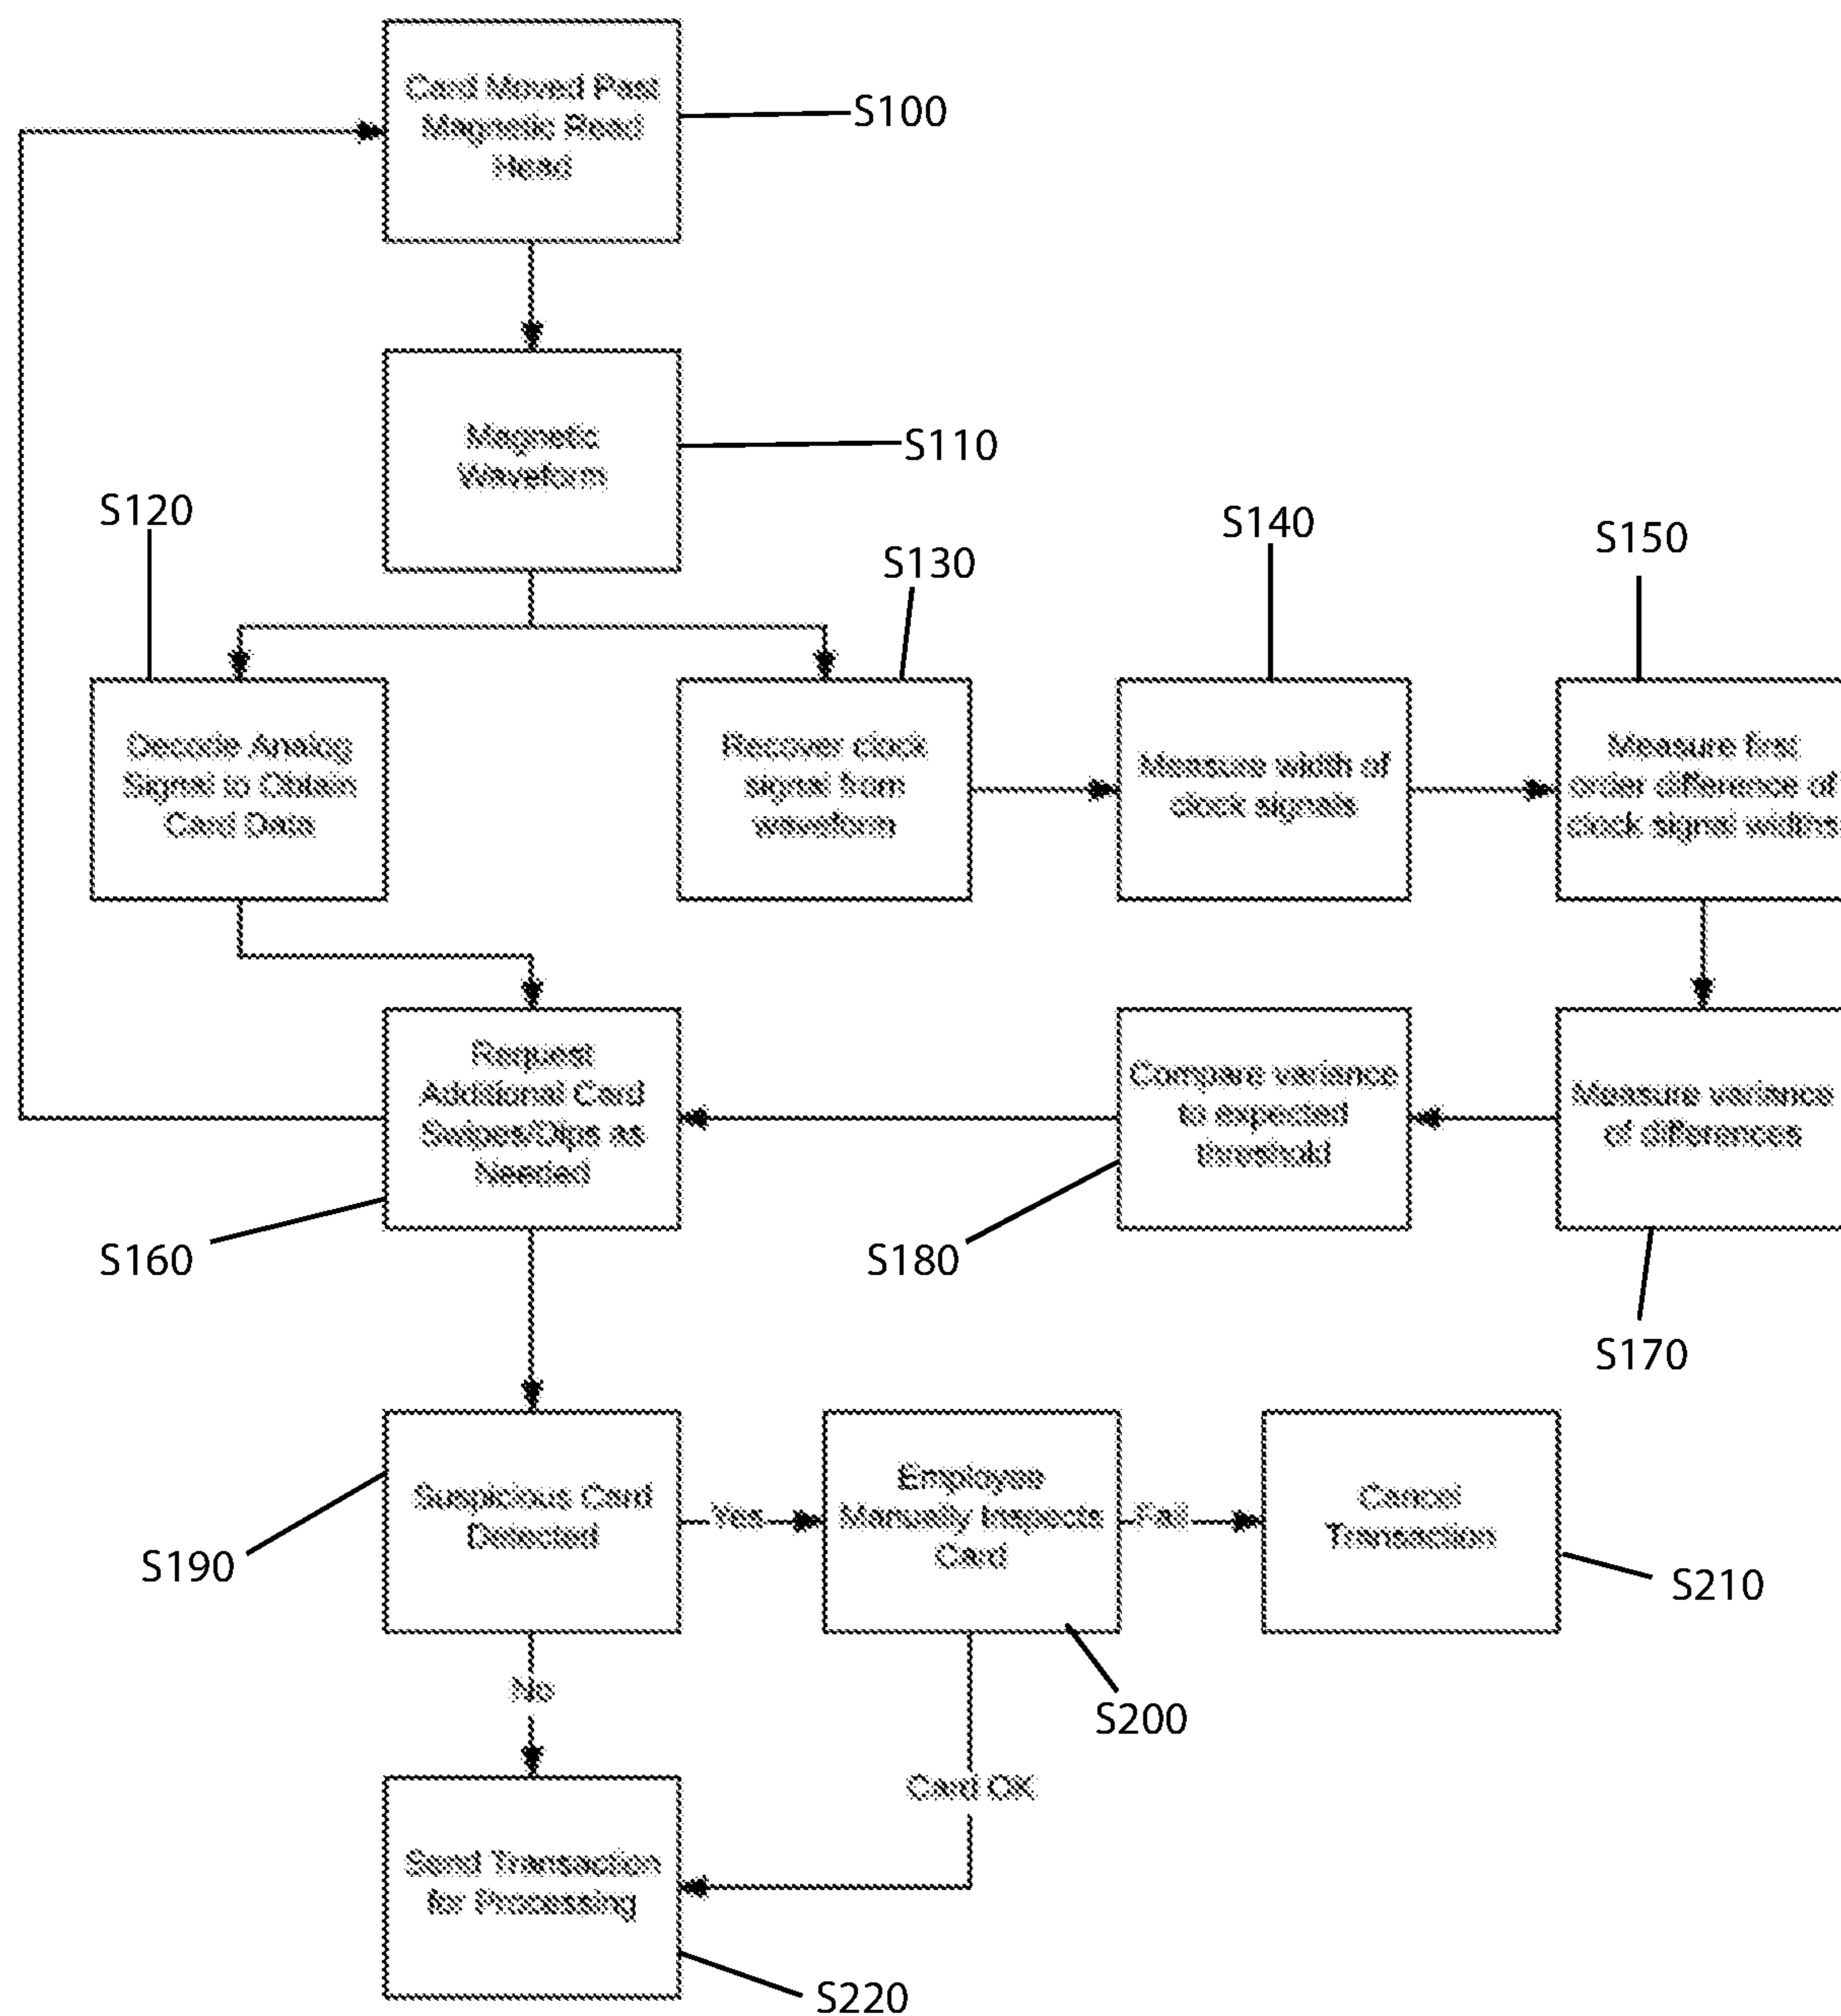 Card Moved Past
Magnetic Read
Head
S100
Magnetic
Waveform
S110
S120
S130
S140
S150
Decode Analog
Signal to Obtain
Card Data
Recover clock
signal from
waveform
Measure width of
clock signals
Measure first
order difference of
clock signal widths
Request
Additional Card
Swipes/Dips as
Needed
Compare variance
to expected
threshold
Measure variance
of differences
S160
S180
S170
Suspicious Card
Detected
Yes
Employee
Manually Inspects
Card
Fail
Cancel
Transaction
S190
S210
No
S200
Card OK
Send Transaction
for Processing
S220